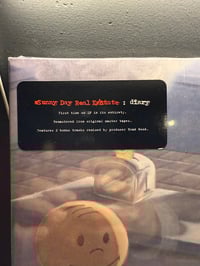 Sunny Day Real Estate : diary
First time on LP in its entirety.
Remastered from original master tapes.
Features 2 bonus tracks remixed by producer Brad Wood.